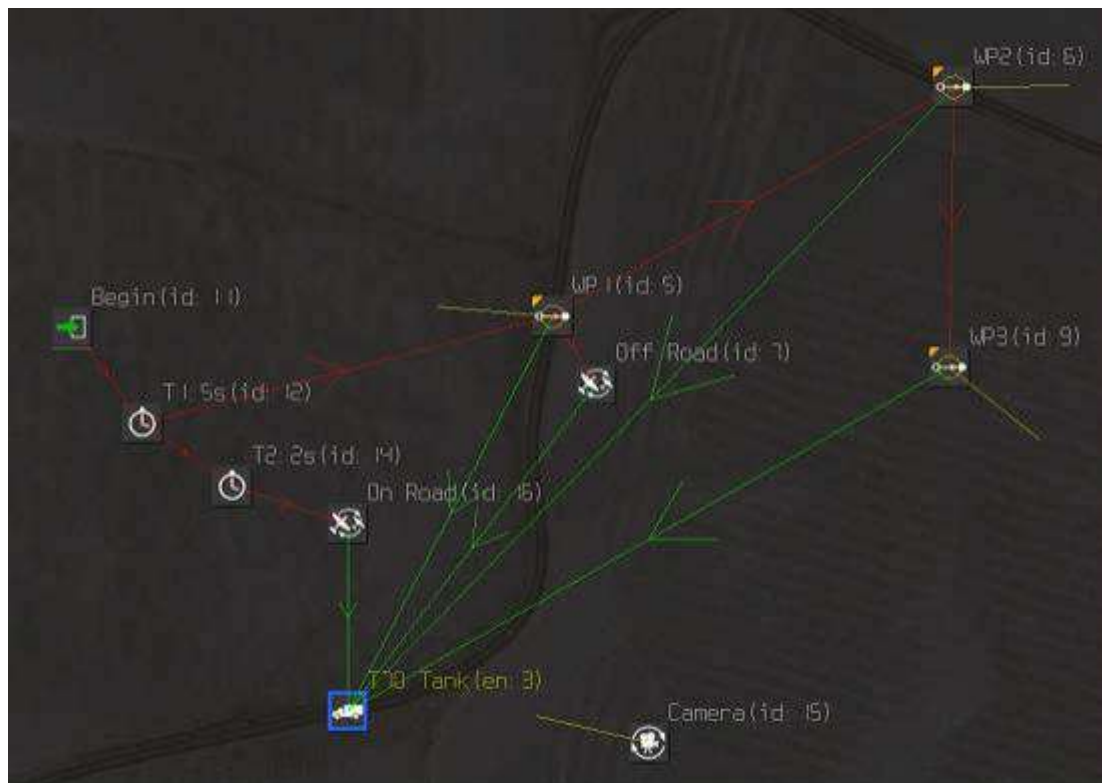 WP2(id: 6)
Begin(id: 11)
WP1(id: 5)
Off Road(id: 7)
WP3(id: 9)
T1 5s(id: 12)
T2 2s(id: 14)
On Road(id: 16)
T70 Tank(en: 3)
Camera(id: 15)